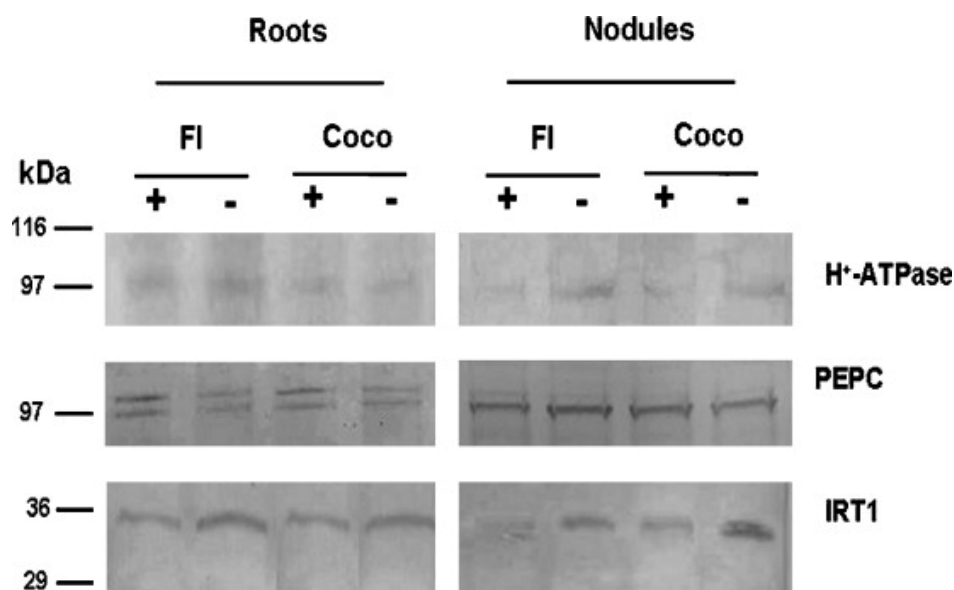 Roots Nodules
Fl Coco Fl Coco
kDa
+ - + - + - + -
116
97
H⁺-ATPase
PEPC
97
36
IRT1
29